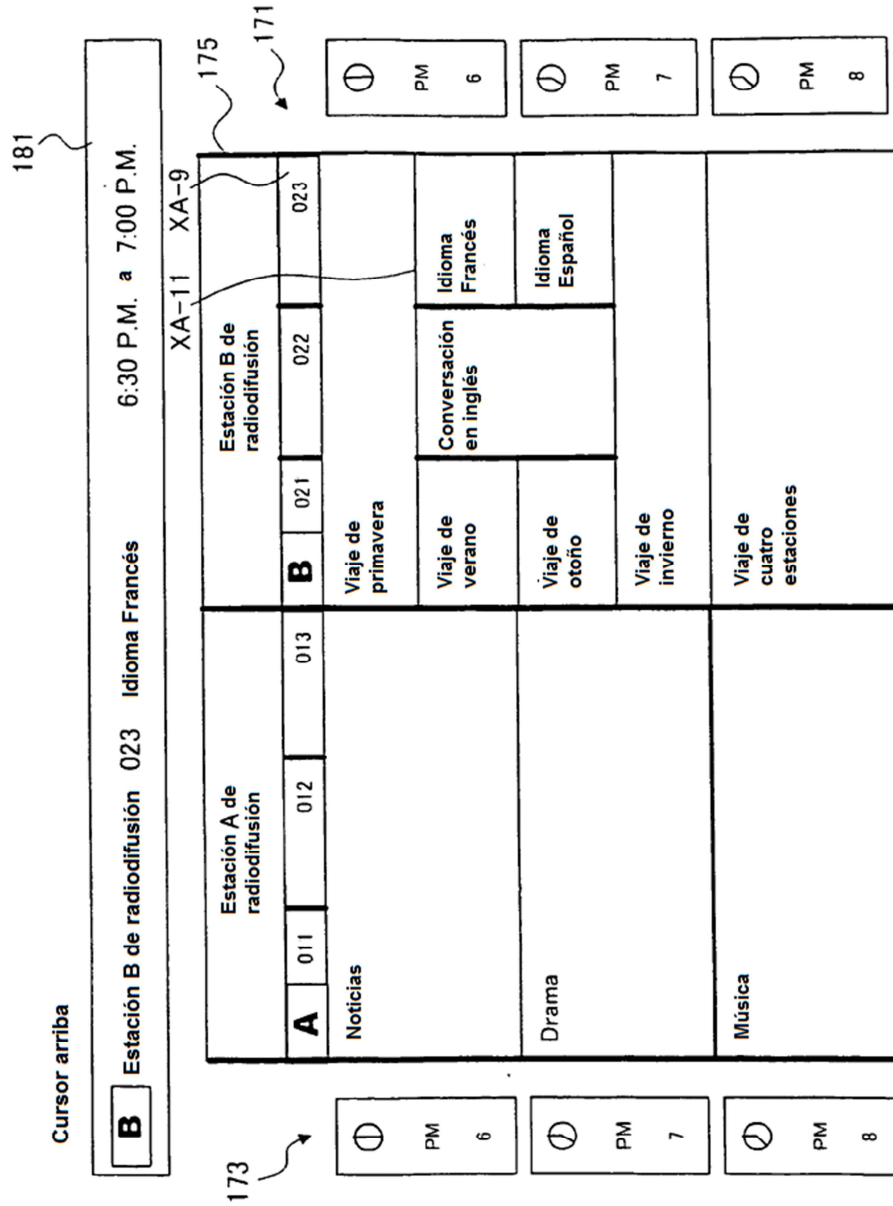 181
Cursor arriba
B Estación B de radiodifusión 023 Idioma Francés 6:30 P.M. a 7:00 P.M.
XA-11 XA-9
175
171
173
Estación A de
radiodifusión
Estación B de
radiodifusión
A 011 012 013 B 021 022 023
PM
6
Noticias
Viaje de
primavera
PM
6
Viaje de
verano
Conversación
en inglés
Idioma
Francés
PM
7
Drama
Viaje de
otoño
Idioma
Español
PM
7
Viaje de
invierno
PM
8
Música
Viaje de
cuatro
estaciones
PM
8